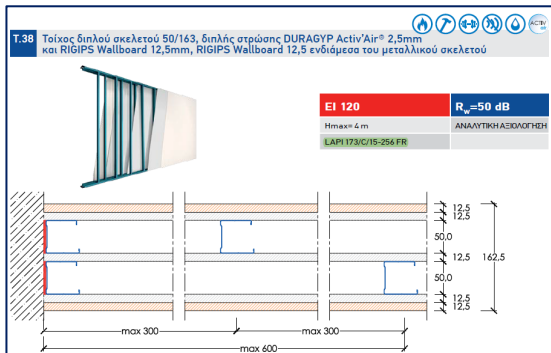 ACTIV
air
T.38 Τοίχος διπλού σκελετού 50/163, διπλής στρώσης DURAGYP Activ'Air® 2,5mm
και RIGIPS Wallboard 12,5mm, RIGIPS Wallboard 12,5 ενδιάμεσα του μεταλλικού σκελετού
EI 120 Rw=50 dB
Hmax= 4 m ΑΝΑΛΥΤΙΚΗ ΑΞΙΟΛΟΓΗΣΗ
LAPI 173/C/15-256 FR
12,5
12,5
50,0
12,5 162,5
50,0
12,5
12,5
max 300 max 300
max 600